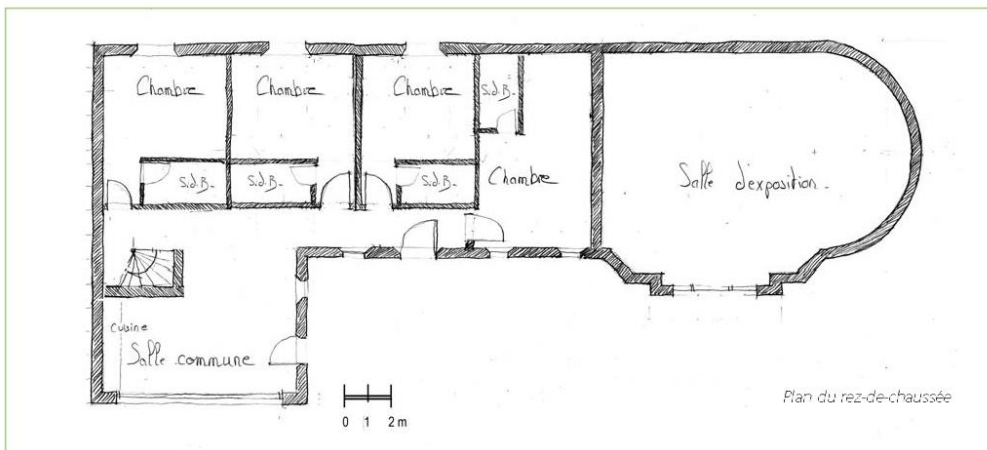 Chambre
Chambre
Chambre
S.d.B.
S.d.B.
S.d.B.
S.d.B.
Chambre
Salle d'exposition.
Cuisine
Salle commune
0 1 2m
Plan du rez-de-chaussée